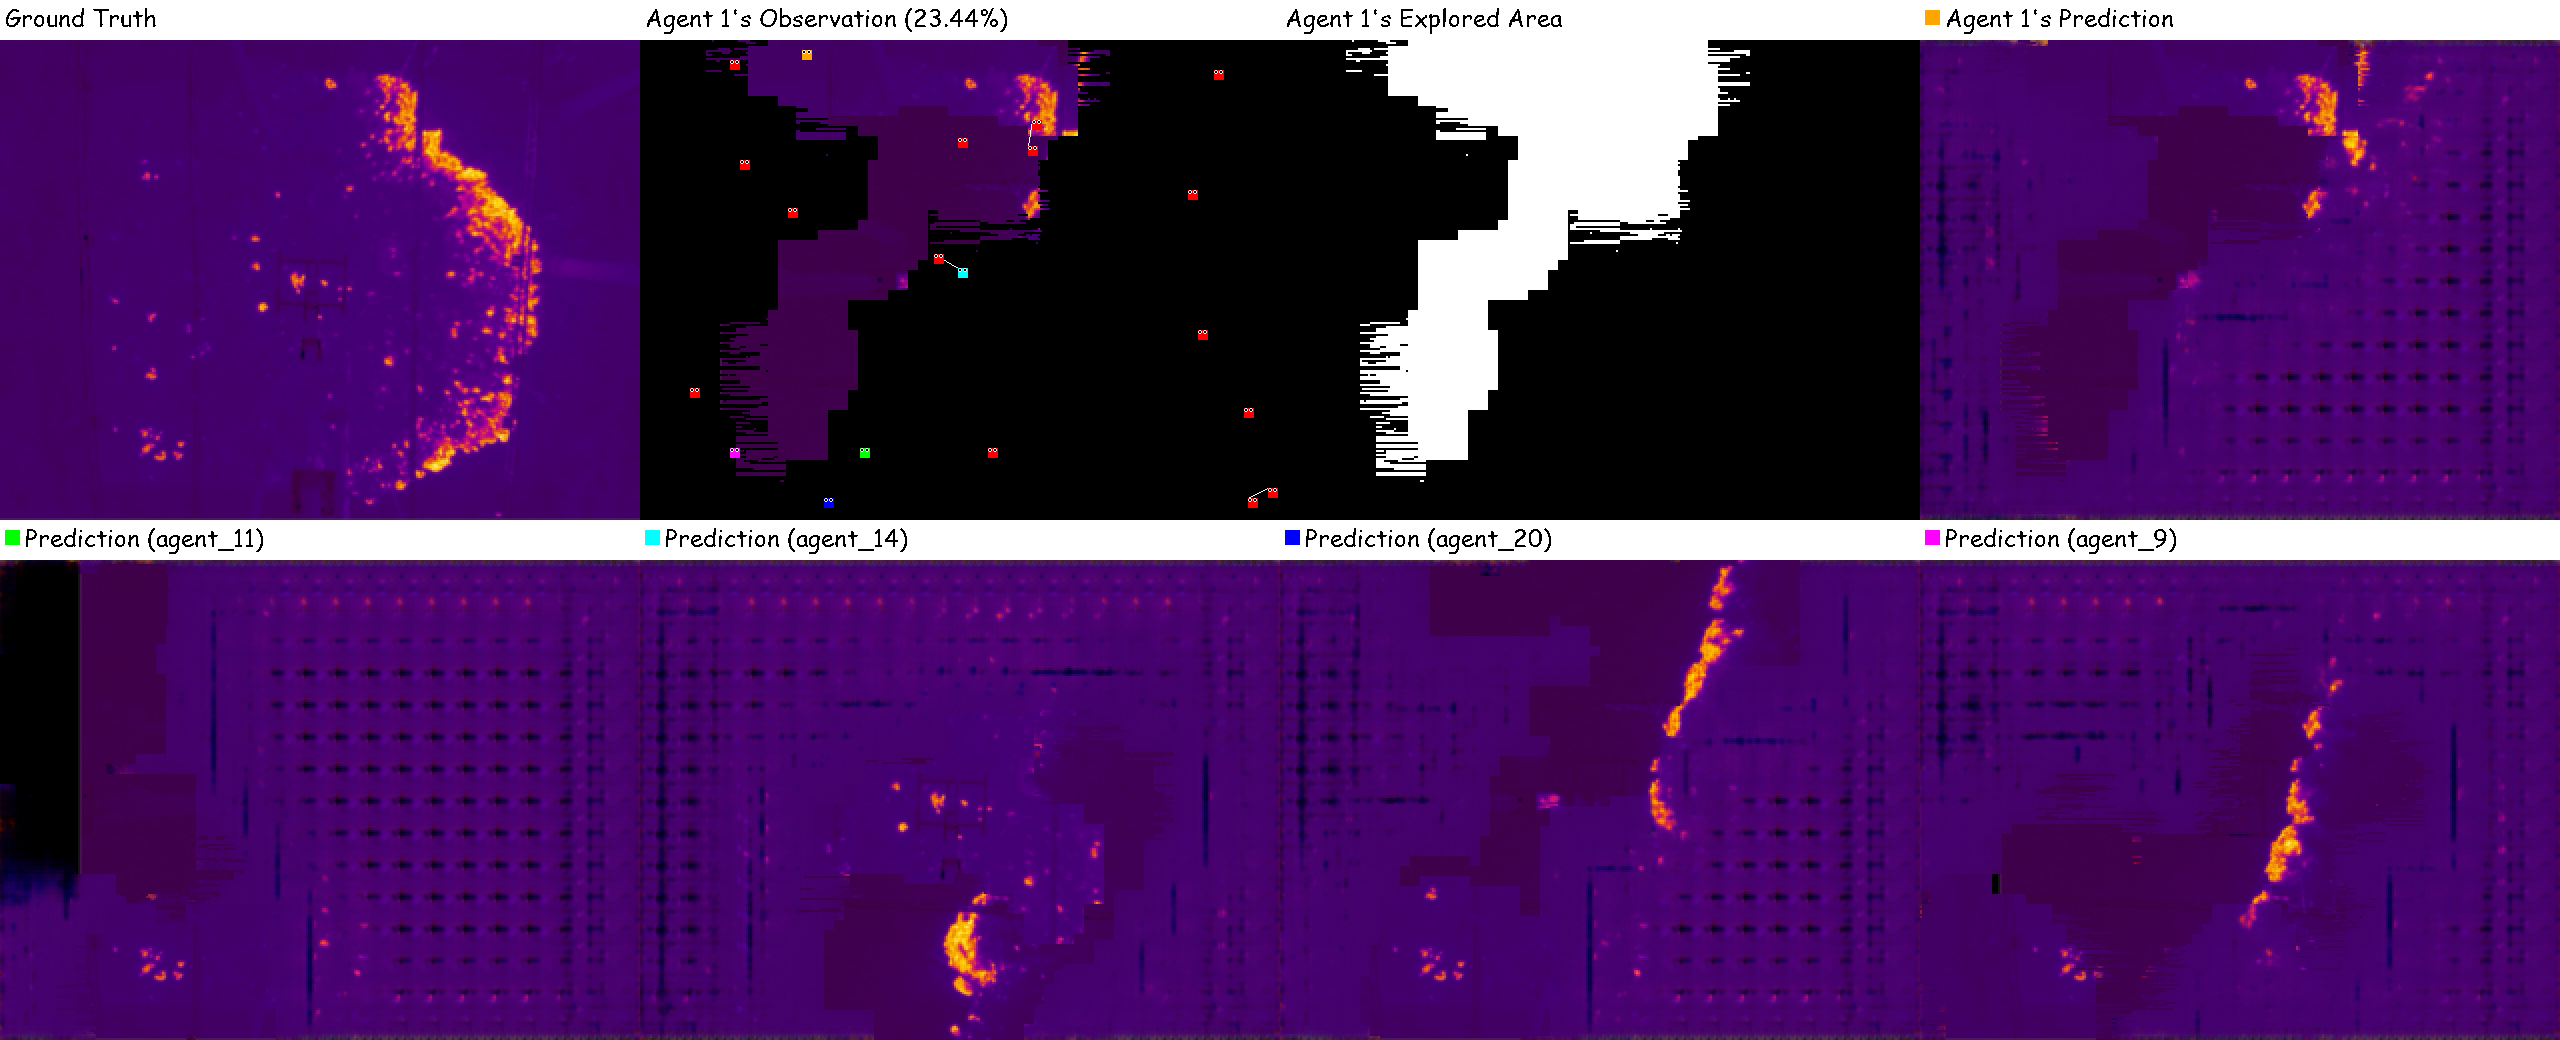 Ground Truth
Agent 1's Observation (23.44%)
Agent 1's Explored Area
Agent 1's Prediction
Prediction (agent_11)
Prediction (agent_14)
Prediction (agent_20)
Prediction (agent_9)